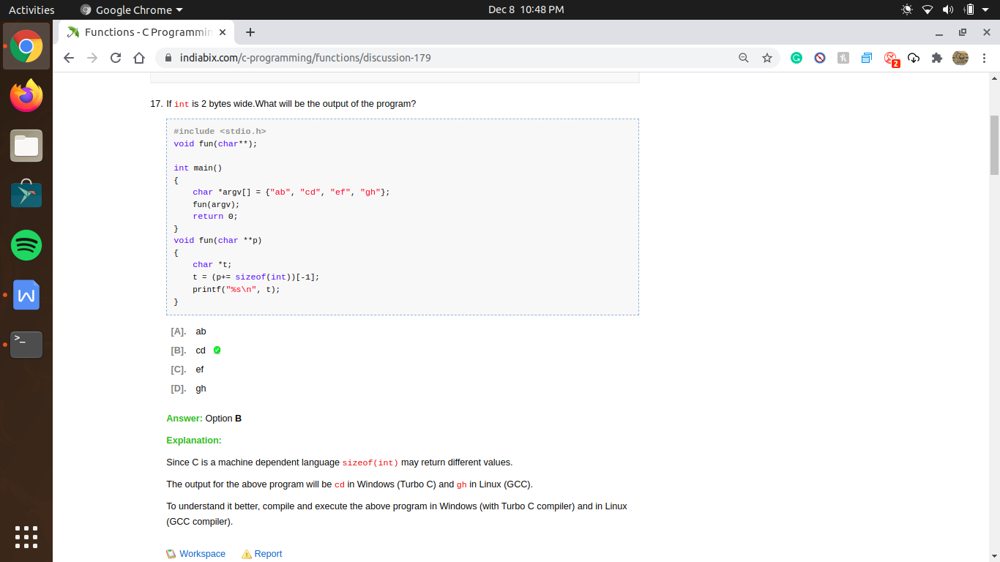 Activities
Google Chrome
Dec 8 10:48 PM
Functions - C Programmin
indiabix.com/c-programming/functions/discussion-179
2
17. If int is 2 bytes wide.What will be the output of the program?
#include <stdio.h>
void fun(char**);
int main()
{
char *argv[] = {"ab", "cd", "ef", "gh"};
fun(argv);
return 0;
}
void fun(char **p)
{
char *t;
t = (p+= sizeof(int))[-1];
printf("%s\n", t);
}
[A]. ab
[B]. cd
[C]. ef
[D]. gh
Answer: Option B
Explanation:
Since C is a machine dependent language sizeof(int) may return different values.
The output for the above program will be cd in Windows (Turbo C) and gh in Linux (GCC).
To understand it better, compile and execute the above program in Windows (with Turbo C compiler) and in Linux
(GCC compiler).
Workspace Report